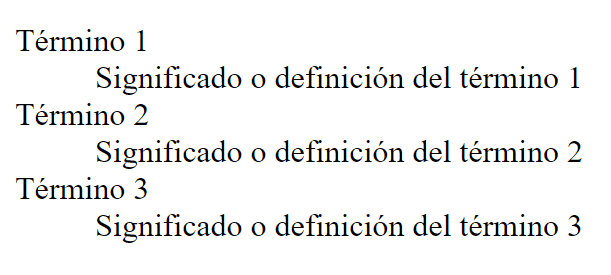 Término 1
Significado o definición del término 1
Término 2
Significado o definición del término 2
Término 3
Significado o definición del término 3